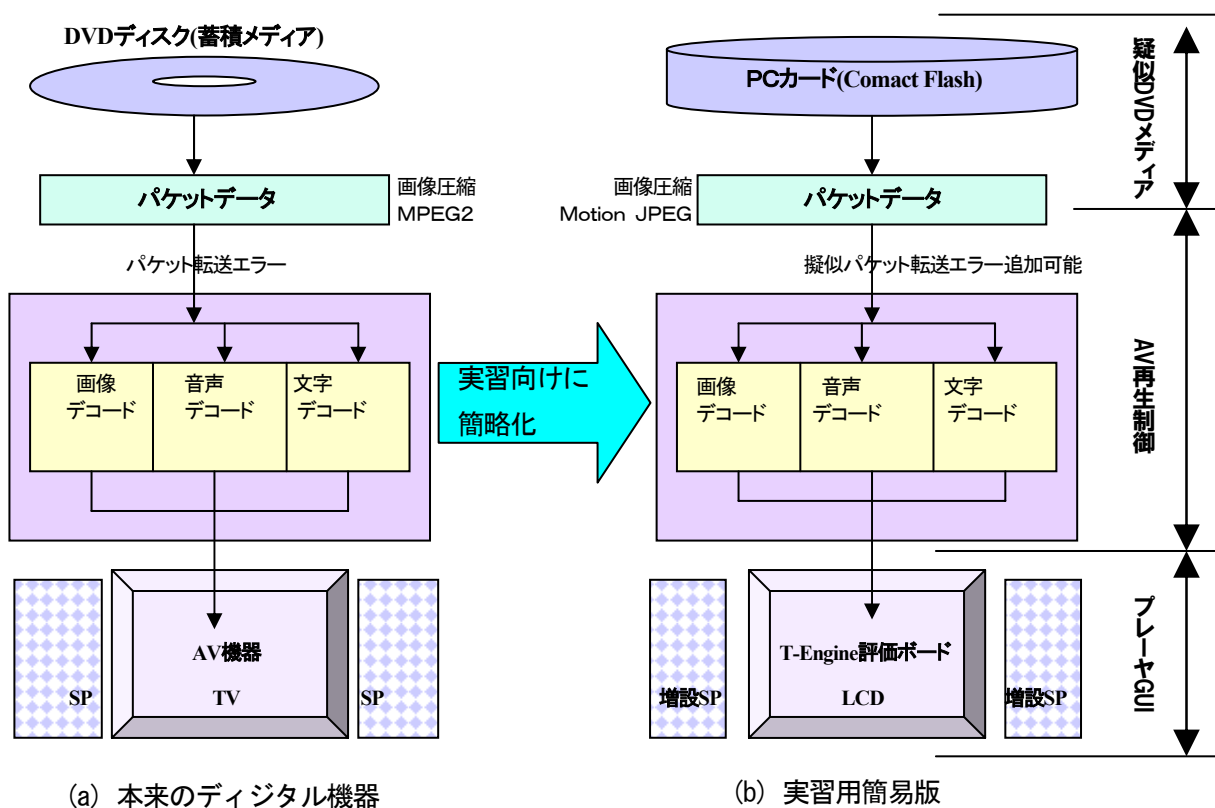 DVDディスク(蓄積メディア)
パケットデータ
画像圧縮
MPEG2
パケット転送エラー
画像
デコード
音声
デコード
文字
デコード
SP
AV機器
TV
SP
(a) 本来のディジタル機器
実習向けに
簡略化
PCカード(Comact Flash)
画像圧縮
Motion JPEG
パケットデータ
擬似パケット転送エラー追加可能
画像
デコード
音声
デコード
文字
デコード
増設SP
T-Engine評価ボード
LCD
増設SP
(b) 実習用簡易版
疑似DVDメディア
AV再生制御
プレーヤGUI